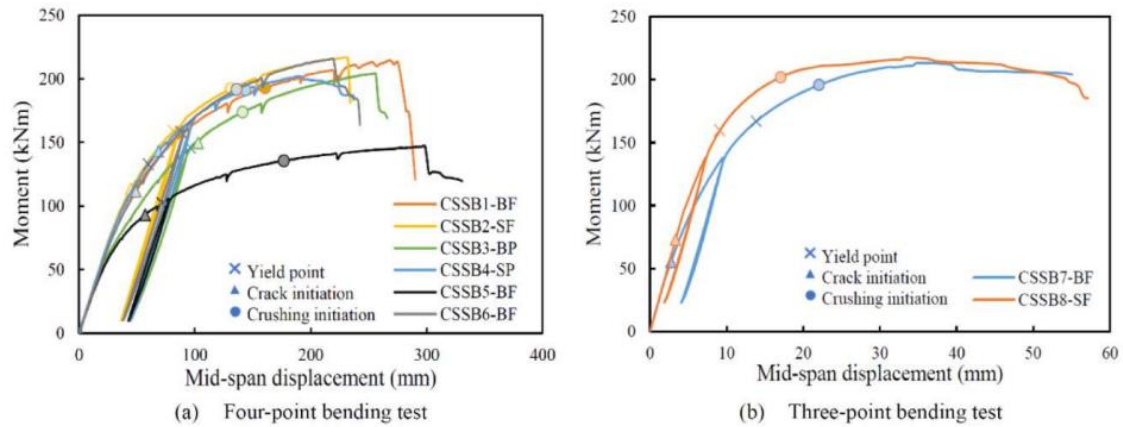 250
200
150
100
50
0
Moment (kNm)
0 100 200 300 400
Mid-span displacement (mm)
Yield point
Crack initiation
Crushing initiation
CSSB1-BF
CSSB2-SF
CSSB3-BP
CSSB4-SP
CSSB5-BF
CSSB6-BF
(a) Four-point bending test
250
200
150
100
50
0
Moment (kNm)
0 10 20 30 40 50 60
Mid-span displacement (mm)
Yield point
Crack initiation
Crushing initiation
CSSB7-BF
CSSB8-SF
(b) Three-point bending test